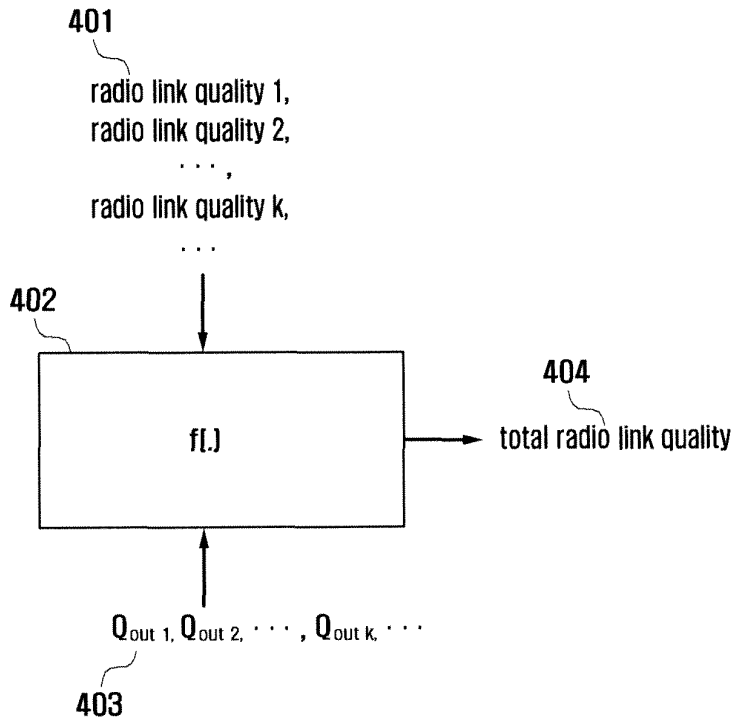 401
radio link quality 1,
radio link quality 2,
· · · ,
radio link quality k,
· · ·
402
f(.)
404
total radio link quality
Qout 1, Qout 2, · · · , Qout k, · · ·
403